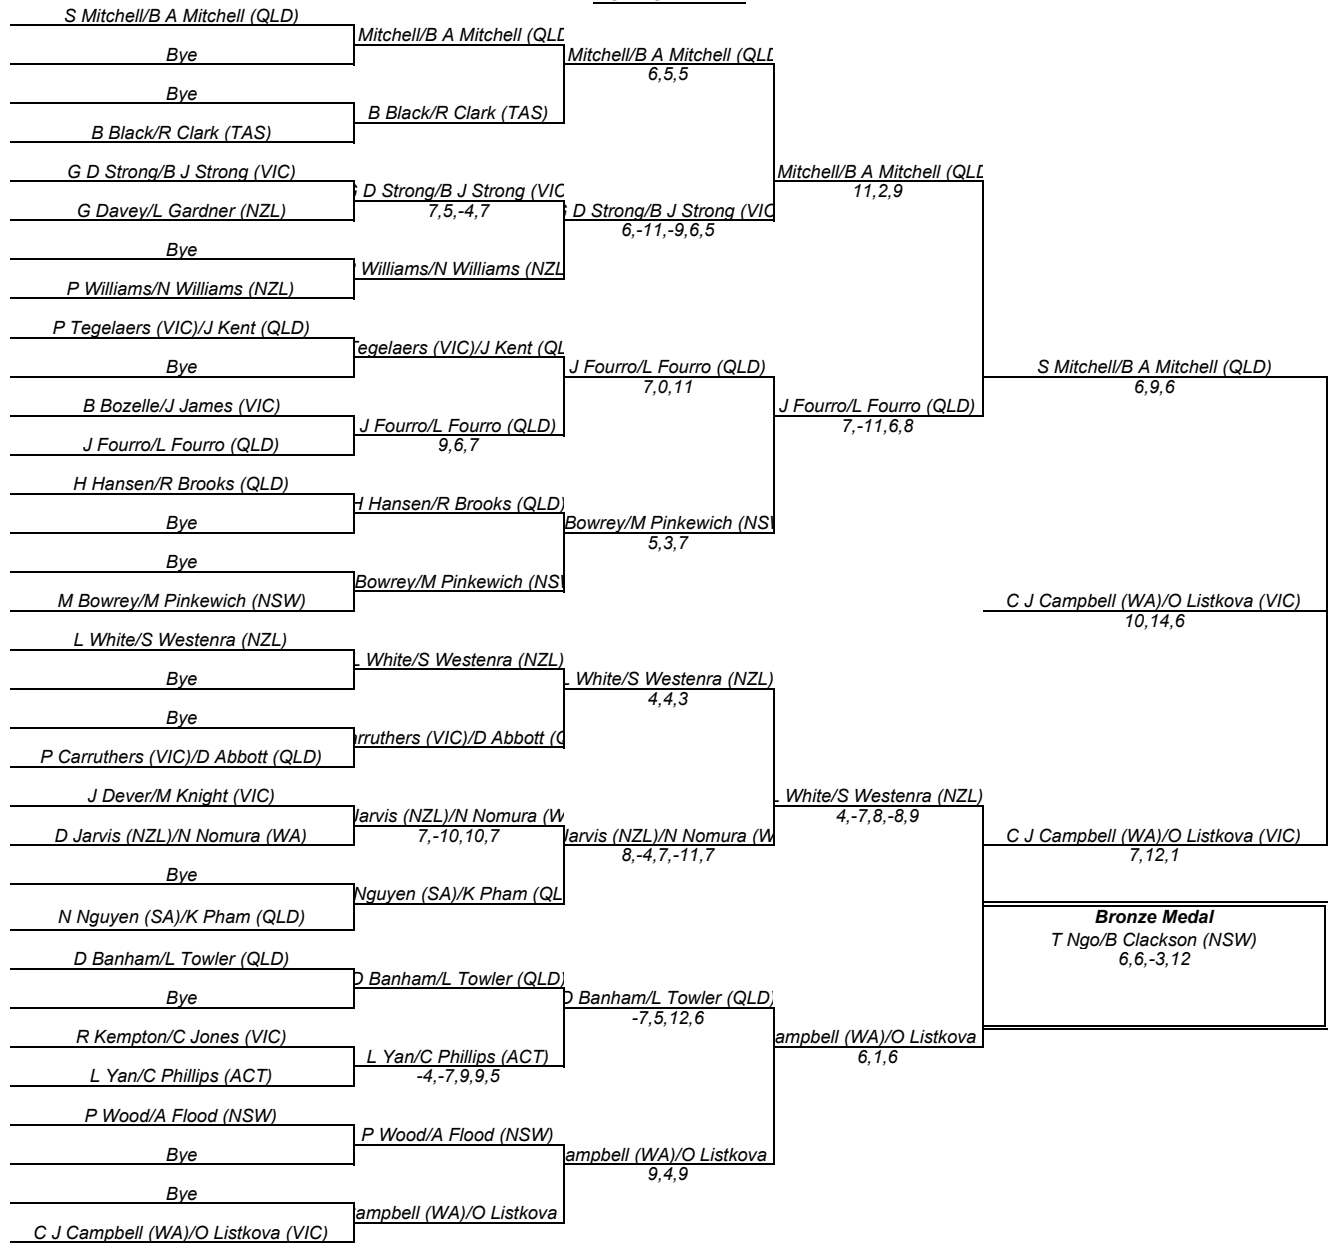 S Mitchell/B A Mitchell (QLD)
Bye
Bye
B Black/R Clark (TAS)
G D Strong/B J Strong (VIC)
G Davey/L Gardner (NZL)
Bye
P Williams/N Williams (NZL)
P Tegelaers (VIC)/J Kent (QLD)
Bye
B Bozelle/J James (VIC)
J Fourro/L Fourro (QLD)
H Hansen/R Brooks (QLD)
Bye
Bye
M Bowrey/M Pinkewich (NSW)
L White/S Westenra (NZL)
Bye
Bye
P Carruthers (VIC)/D Abbott (QLD)
J Dever/M Knight (VIC)
D Jarvis (NZL)/N Nomura (WA)
Bye
N Nguyen (SA)/K Pham (QLD)
D Banham/L Towler (QLD)
Bye
R Kempton/C Jones (VIC)
L Yan/C Phillips (ACT)
P Wood/A Flood (NSW)
Bye
Bye
C J Campbell (WA)/O Listkova (VIC)
Mitchell/B A Mitchell (QLD
B Black/R Clark (TAS)
D Strong/B J Strong (VIC
7,5,-4,7
Williams/N Williams (NZL
egelaers (VIC)/J Kent (QL
J Fourro/L Fourro (QLD)
9,6,7
H Hansen/R Brooks (QLD)
Bowrey/M Pinkewich (NS
L White/S Westenra (NZL)
rruthers (VIC)/D Abbott (Q
Jarvis (NZL)/N Nomura (W
7,-10,10,7
Nguyen (SA)/K Pham (QL
D Banham/L Towler (QLD)
L Yan/C Phillips (ACT)
-4,-7,9,9,5
P Wood/A Flood (NSW)
ampbell (WA)/O Listkova
Mitchell/B A Mitchell (QLD
6,5,5
D Strong/B J Strong (VIC
6,-11,-9,6,5
J Fourro/L Fourro (QLD)
7,0,11
Bowrey/M Pinkewich (NS
5,3,7
L White/S Westenra (NZL)
4,4,3
Jarvis (NZL)/N Nomura (W
8,-4,7,-11,7
D Banham/L Towler (QLD)
-7,5,12,6
ampbell (WA)/O Listkova
9,4,9
Mitchell/B A Mitchell (QLD
11,2,9
J Fourro/L Fourro (QLD)
7,-11,6,8
L White/S Westenra (NZL)
4,-7,8,-8,9
ampbell (WA)/O Listkova
6,1,6
S Mitchell/B A Mitchell (QLD)
6,9,6
C J Campbell (WA)/O Listkova (VIC)
10,14,6
C J Campbell (WA)/O Listkova (VIC)
7,12,1
Bronze Medal
T Ngo/B Clackson (NSW)
6,6,-3,12